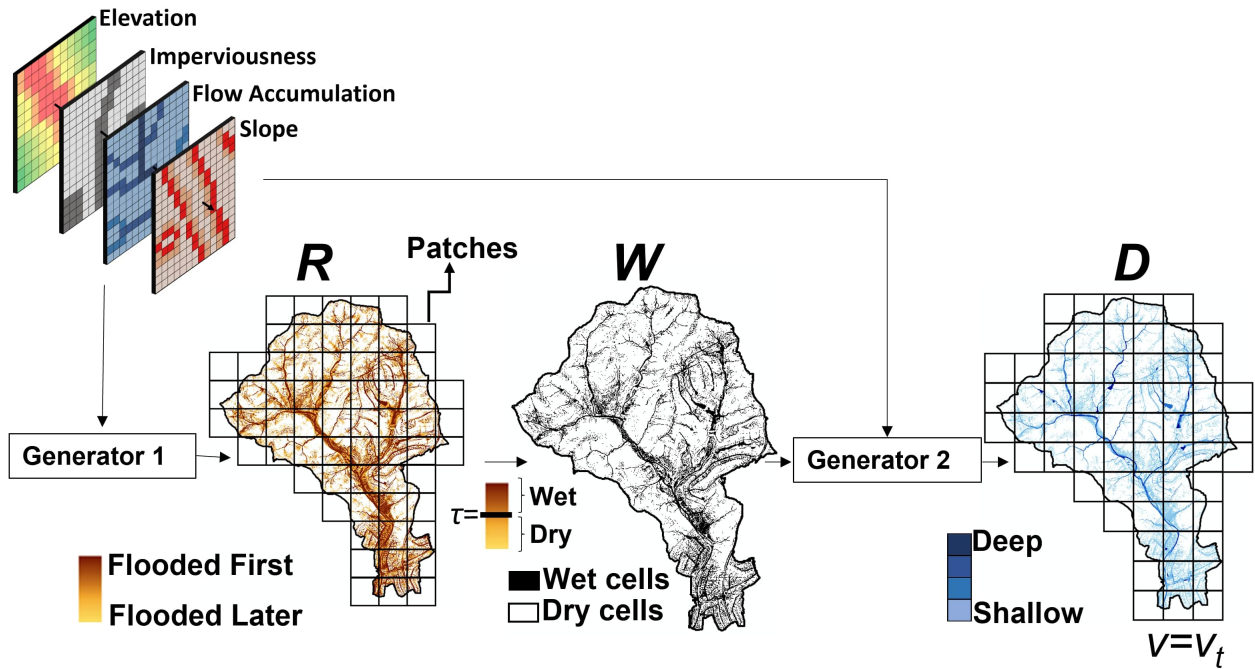 Elevation
Imperviousness
Flow Accumulation
Slope
Patches
R
W
D
Generator 1
Generator 2
τ=
Wet
Dry
Flooded First
Flooded Later
Wet cells
Dry cells
Deep
Shallow
v=vt